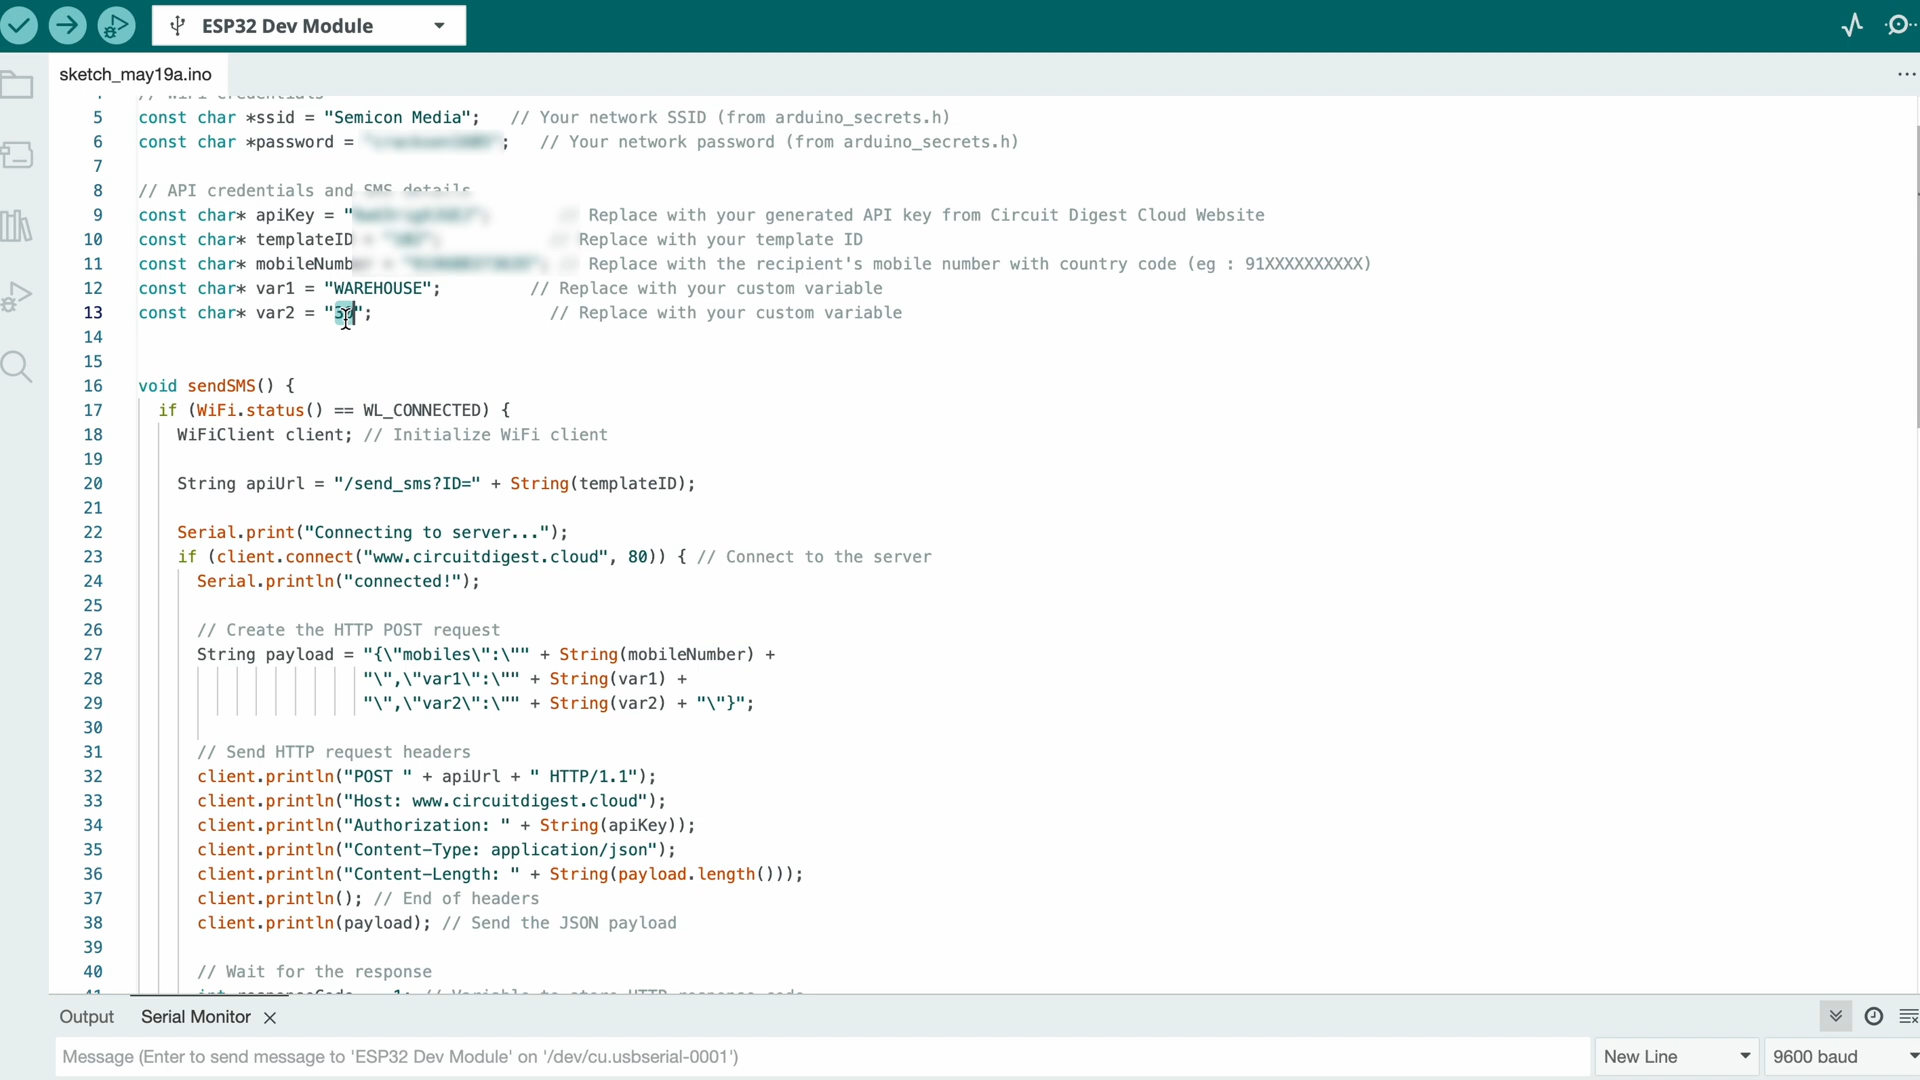 ESP32 Dev Module
sketch_may19a.ino
5 const char *ssid = "Semicon Media"; // Your network SSID (from arduino_secrets.h)
6 const char *password = "; // Your network password (from arduino_secrets.h)
7
8 // API credentials and SMS details
9 const char* apiKey = " Replace with your generated API key from Circuit Digest Cloud Website
10 const char* templateID Replace with your template ID
11 const char* mobileNumb Replace with the recipient's mobile number with country code (eg : 91XXXXXXXXXX)
12 const char* var1 = "WAREHOUSE"; // Replace with your custom variable
13 const char* var2 = " "; // Replace with your custom variable
14
15
16 void sendSMS() {
17 if (WiFi.status() == WL_CONNECTED) {
18 WiFiClient client; // Initialize WiFi client
19
20 String apiUrl = "/send_sms?ID=" + String(templateID);
21
22 Serial.print("Connecting to server...");
23 if (client.connect("www.circuitdigest.cloud", 80)) { // Connect to the server
24 Serial.println("connected!");
25
26 // Create the HTTP POST request
27 String payload = "{\"mobiles\":\"" + String(mobileNumber) +
28 "\",\"var1\":\"" + String(var1) +
29 "\",\"var2\":\"" + String(var2) + "\"}";
30
31 // Send HTTP request headers
32 client.println("POST " + apiUrl + " HTTP/1.1");
33 client.println("Host: www.circuitdigest.cloud");
34 client.println("Authorization: " + String(apiKey));
35 client.println("Content-Type: application/json");
36 client.println("Content-Length: " + String(payload.length()));
37 client.println(); // End of headers
38 client.println(payload); // Send the JSON payload
39
40 // Wait for the response
Output Serial Monitor
Message (Enter to send message to 'ESP32 Dev Module' on '/dev/cu.usbserial-0001') New Line 9600 baud